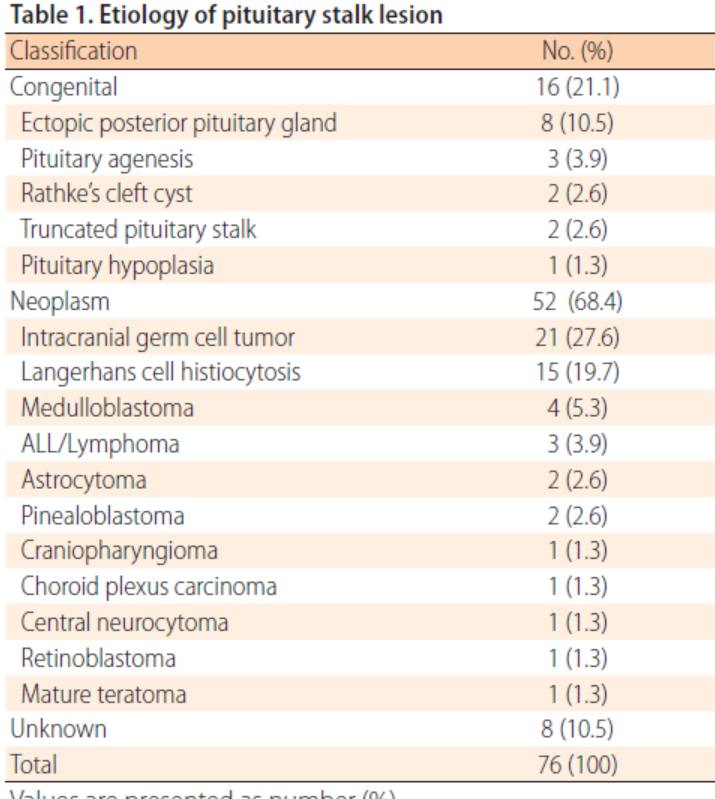 Table 1. Etiology of pituitary stalk lesion
Classification No. (%)
Congenital 16 (21.1)
Ectopic posterior pituitary gland 8 (10.5)
Pituitary agenesis 3 (3.9)
Rathke’s cleft cyst 2 (2.6)
Truncated pituitary stalk 2 (2.6)
Pituitary hypoplasia 1 (1.3)
Neoplasm 52 (68.4)
Intracranial germ cell tumor 21 (27.6)
Langerhans cell histiocytosis 15 (19.7)
Medulloblastoma 4 (5.3)
ALL/Lymphoma 3 (3.9)
Astrocytoma 2 (2.6)
Pinealoblastoma 2 (2.6)
Craniopharyngioma 1 (1.3)
Choroid plexus carcinoma 1 (1.3)
Central neurocytoma 1 (1.3)
Retinoblastoma 1 (1.3)
Mature teratoma 1 (1.3)
Unknown 8 (10.5)
Total 76 (100)
Values are presented as number (%)